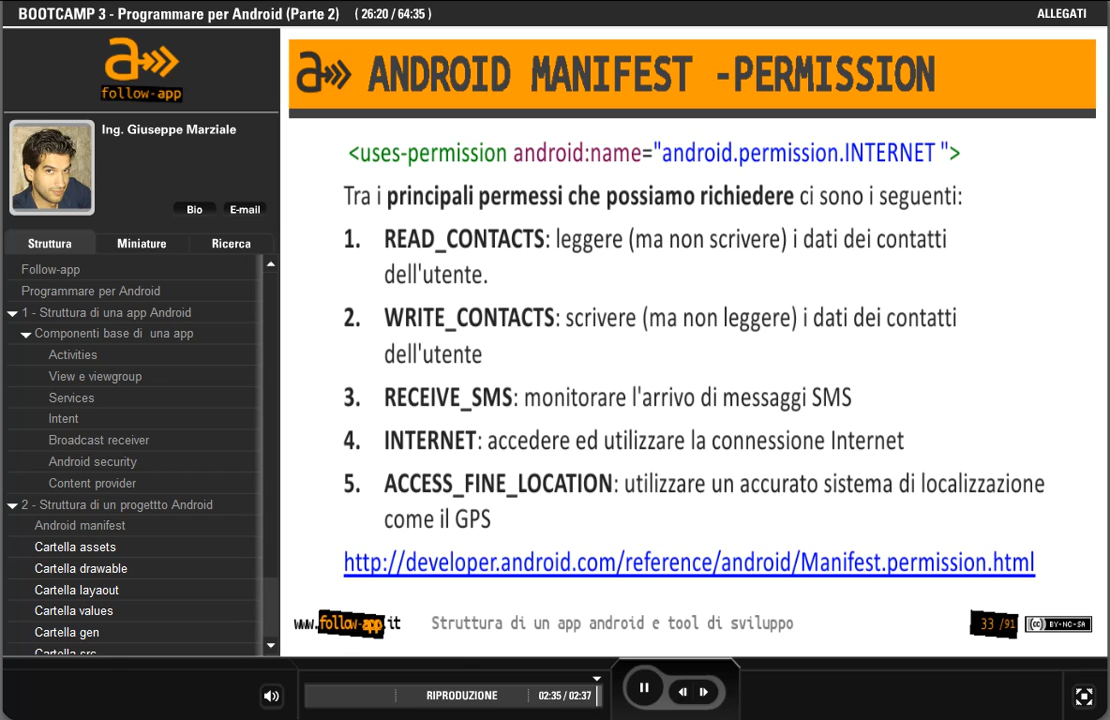 BOOTCAMP 3 - Programmare per Android (Parte 2)    ( 26:20 / 64:35 )
ALLEGATI
a
follow-app
Ing. Giuseppe Marziale
Bio
E-mail
Struttura
Miniature
Ricerca
Follow-app
Programmare per Android
1 - Struttura di una app Android
Componenti base di  una app
Activities
View e viewgroup
Services
Intent
Broadcast receiver
Android security
Content provider
2 - Struttura di un progettto Android
Android manifest
Cartella assets
Cartella drawable
Cartella layaout
Cartella values
Cartella gen
Cartella src
a ANDROID MANIFEST -PERMISSION
<uses-permission android:name="android.permission.INTERNET ">
Tra i principali permessi che possiamo richiedere ci sono i seguenti:
1. READ_CONTACTS: leggere (ma non scrivere) i dati dei contatti
dell'utente.
2. WRITE_CONTACTS: scrivere (ma non leggere) i dati dei contatti
dell'utente
3. RECEIVE_SMS: monitorare l'arrivo di messaggi SMS
4. INTERNET: accedere ed utilizzare la connessione Internet
5. ACCESS_FINE_LOCATION: utilizzare un accurato sistema di localizzazione
come il GPS
http://developer.android.com/reference/android/Manifest.permission.html
www.follow-app.it
Struttura di un app android e tool di sviluppo
33 /91
cc BY-NC-SA
RIPRODUZIONE
02:35 / 02:37